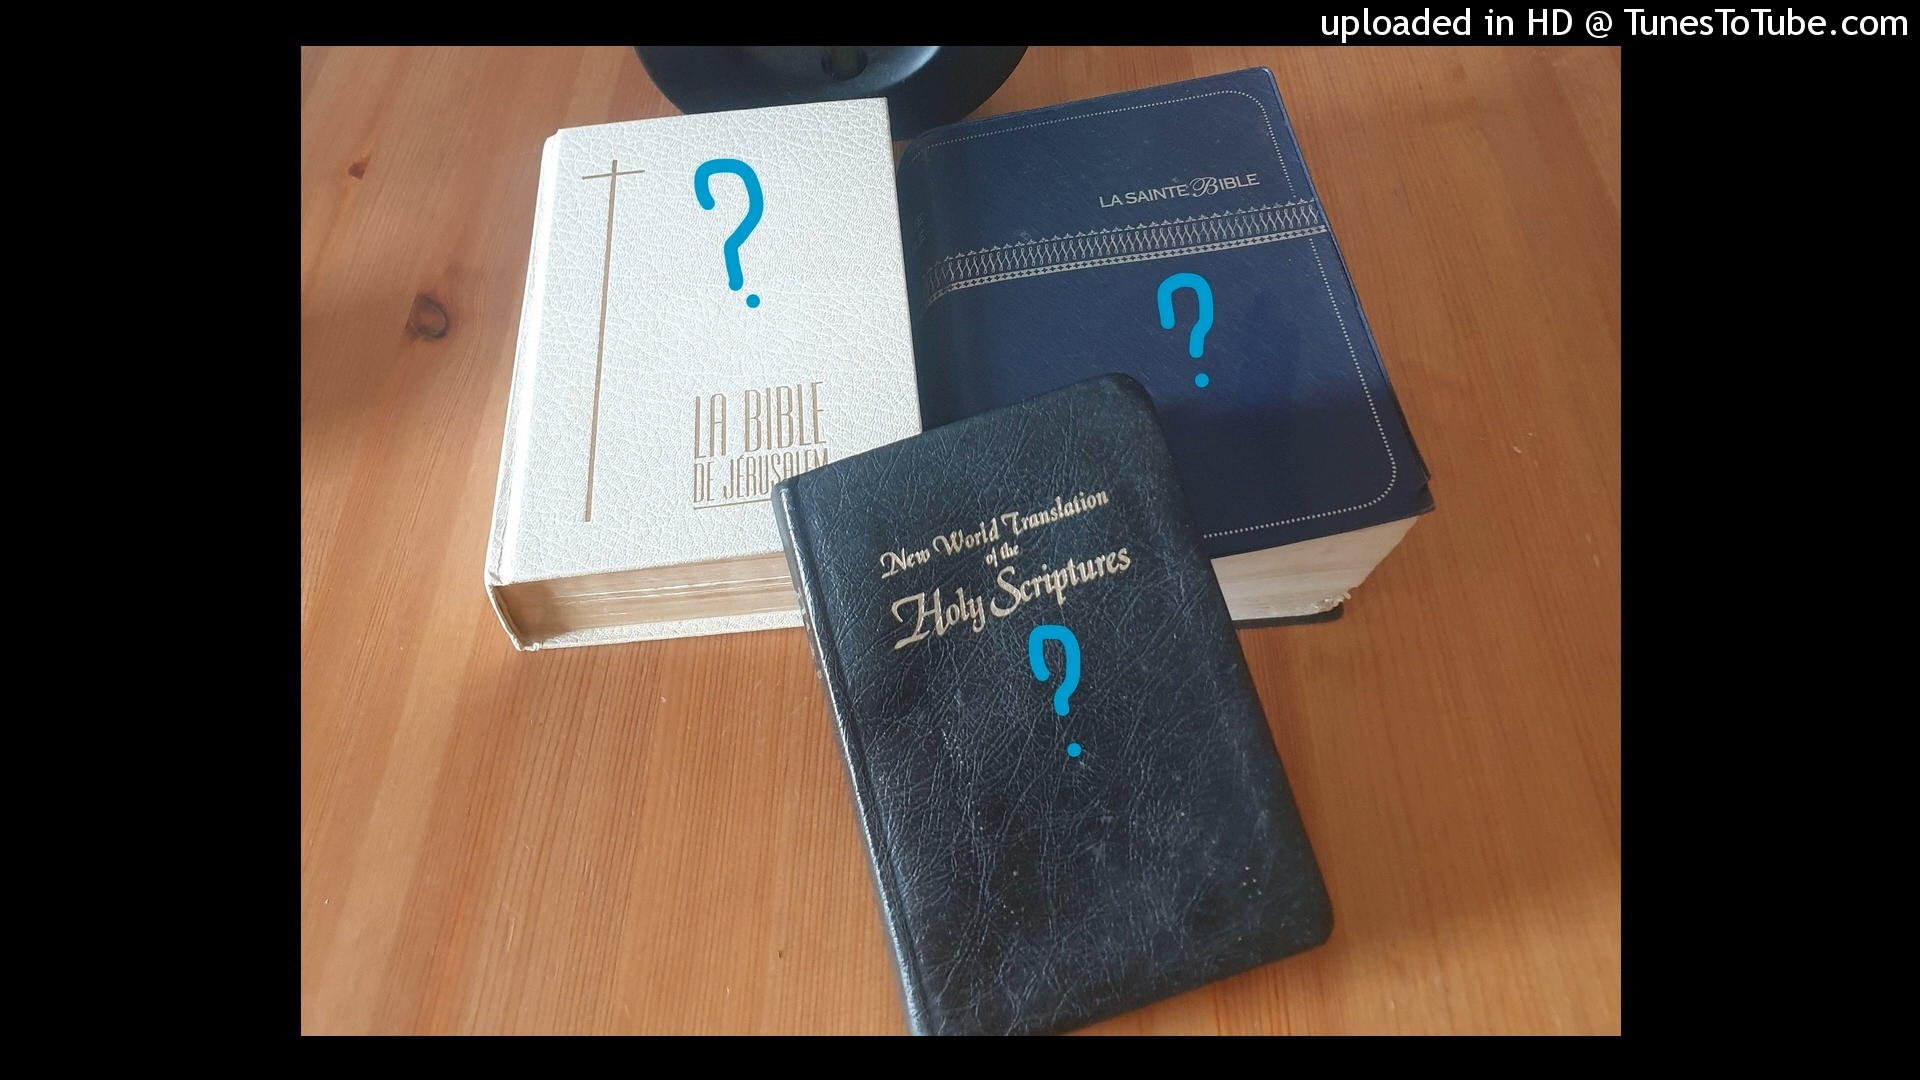 uploaded in HD @ TunesToTube.com
?
LA BIBLE
DE JÉRUSALEM
LA SAINTE BIBLE
?
New World Translation
of the
Holy Scriptures
?